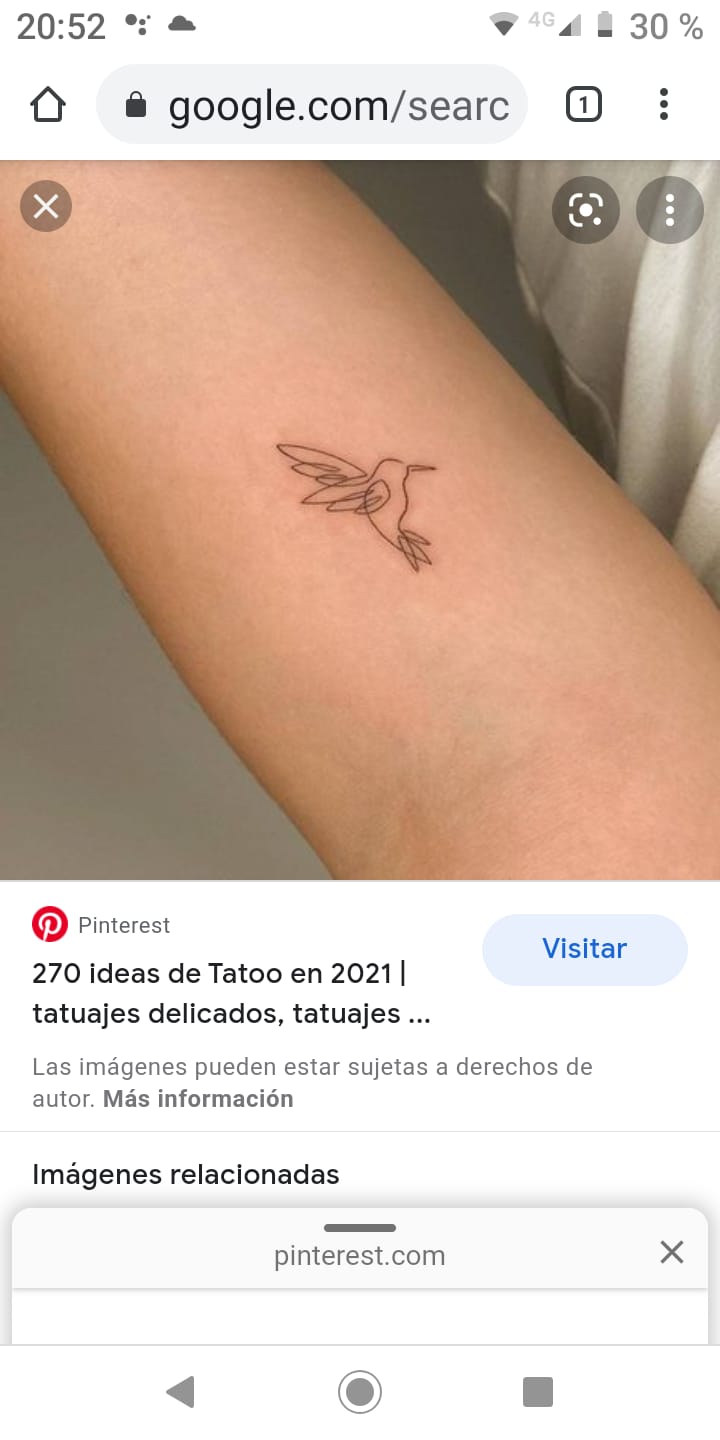 20:52
4G
30 %
google.com/searc
1
Pinterest
270 ideas de Tatoo en 2021 |
tatuajes delicados, tatuajes ...
Visitar
Las imágenes pueden estar sujetas a derechos de
autor. Más información
Imágenes relacionadas
pinterest.com